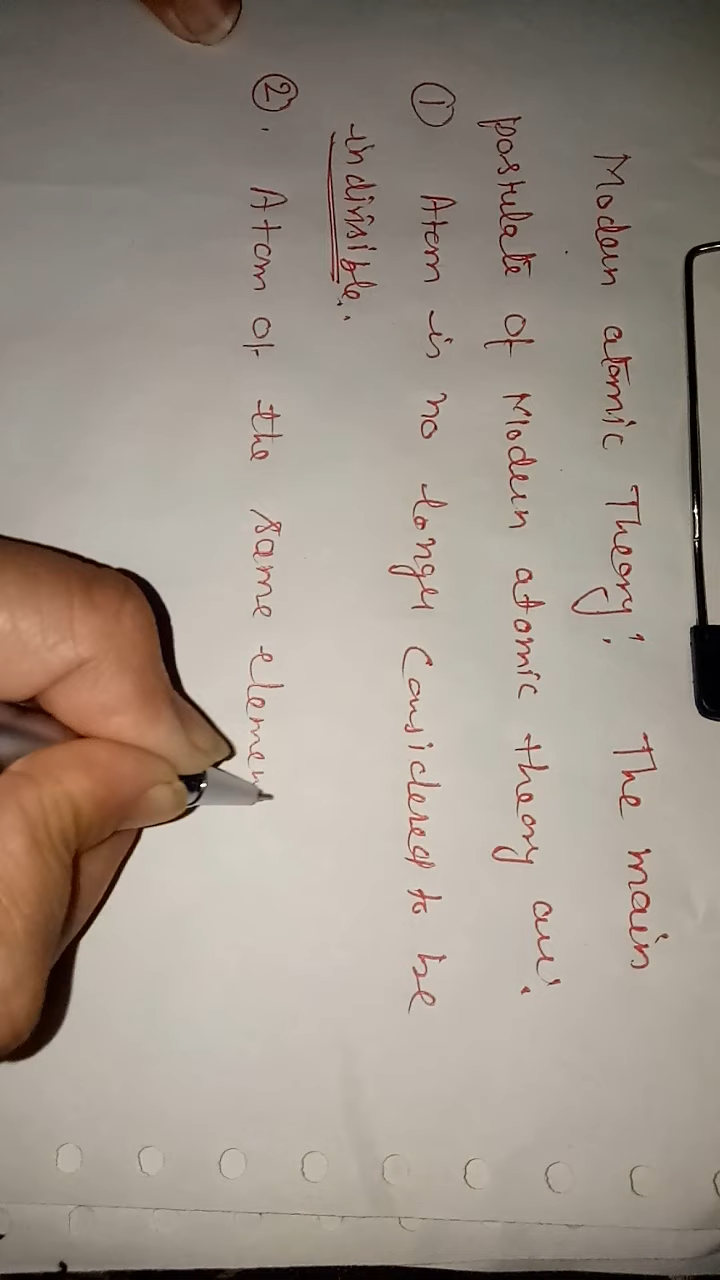 Modern atomic Theory: The main
postulate of Modern atomic theory are:
① Atom is no longer Considered to be
indivisible.
②. Atom of the same elemen